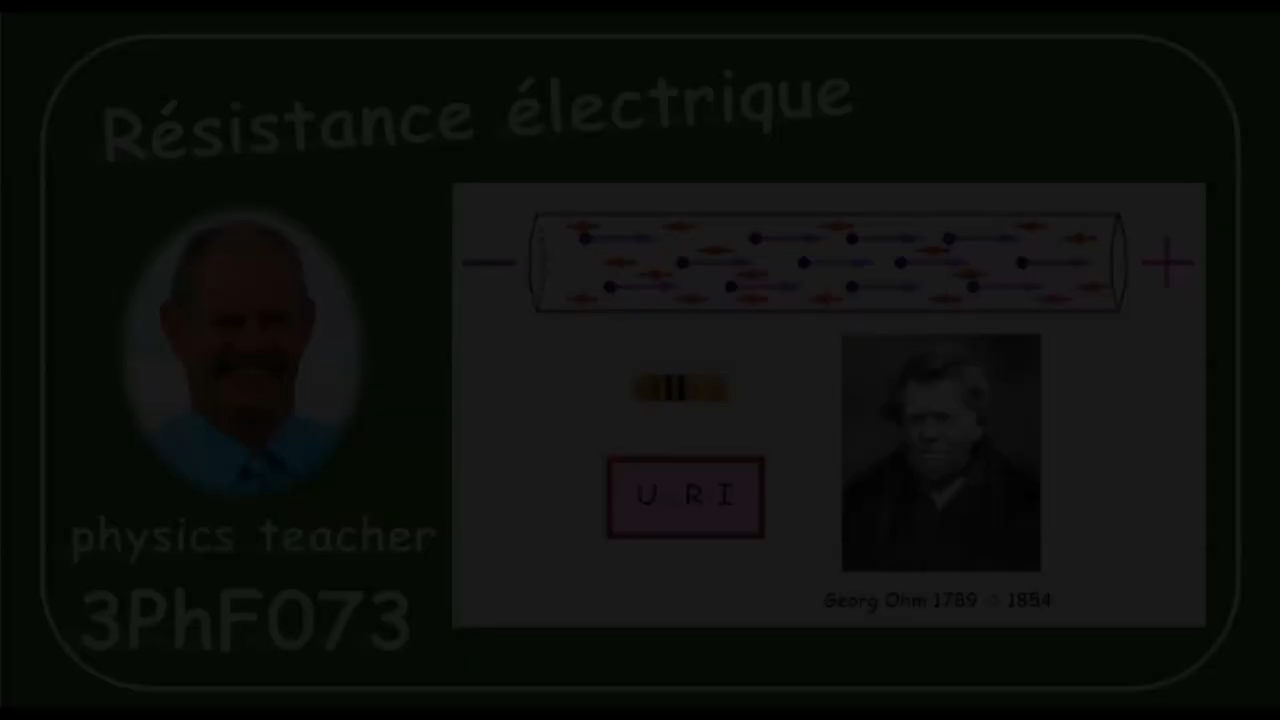 Résistance électrique
− +
U = R·I
physics teacher
3PhF073
Georg Ohm 1789 - 1854